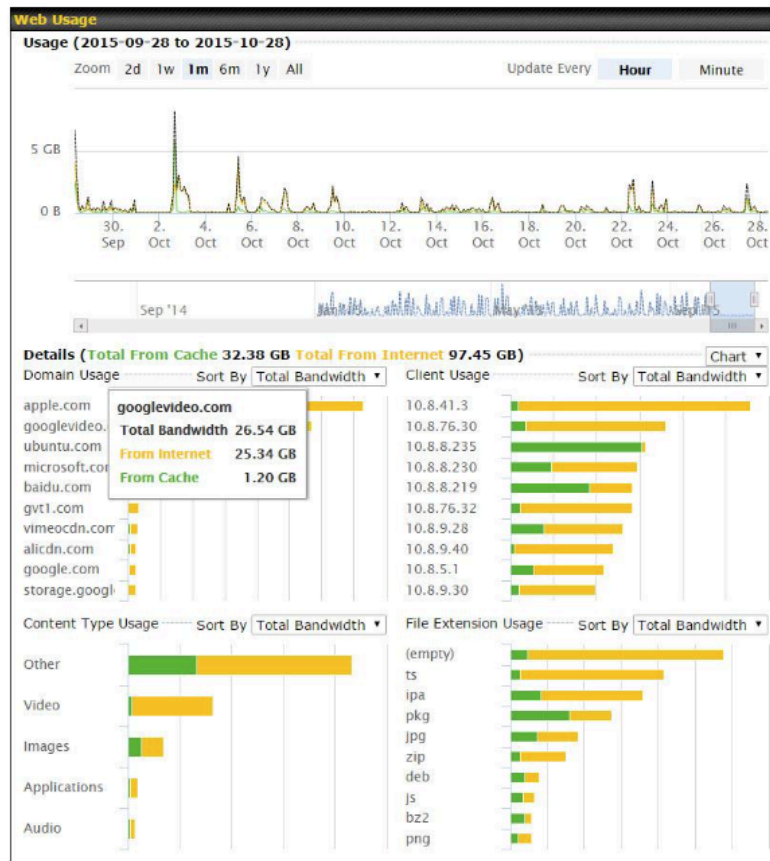 Web Usage
Usage (2015-09-28 to 2015-10-28)
Zoom 2d 1w 1m 6m 1y All Update Every Hour Minute
5 GB
0 B
30. Sep 2. Oct 4. Oct 6. Oct 8. Oct 10. Oct 12. Oct 14. Oct 16. Oct 18. Oct 20. Oct 22. Oct 24. Oct 26. Oct 28. Oct
Sep '14
Details (Total From Cache 32.38 GB Total From Internet 97.45 GB) Chart
Domain Usage Sort By Total Bandwidth
apple.com
googlevideo.
ubuntu.com
microsoft.com
baidu.com
gvt1.com
vimeocdn.com
alicdn.com
google.com
storage.googl
googlevideo.com
Total Bandwidth 26.54 GB
From Internet 25.34 GB
From Cache 1.20 GB
Client Usage Sort By Total Bandwidth
10.8.41.3
10.8.76.30
10.8.8.235
10.8.8.230
10.8.8.219
10.8.76.32
10.8.9.28
10.8.9.40
10.8.5.1
10.8.9.30
Content Type Usage Sort By Total Bandwidth
Other
Video
Images
Applications
Audio
File Extension Usage Sort By Total Bandwidth
(empty)
ts
ipa
pkg
jpg
zip
deb
js
bz2
png